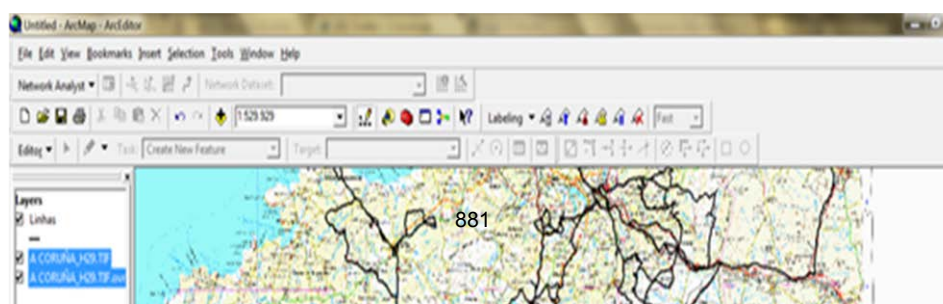 Untitled - ArcMap - ArcEditor
File Edit View Bookmarks Insert Selection Tools Window Help
Network Analyst Network Dataset:
1:529.929 Labeling Fast
Editor Task: Create New Feature Target:
Layers
Linhas
A CORUÑA_H29.TIF
A CORUÑA_H29.TIF.ovr
881